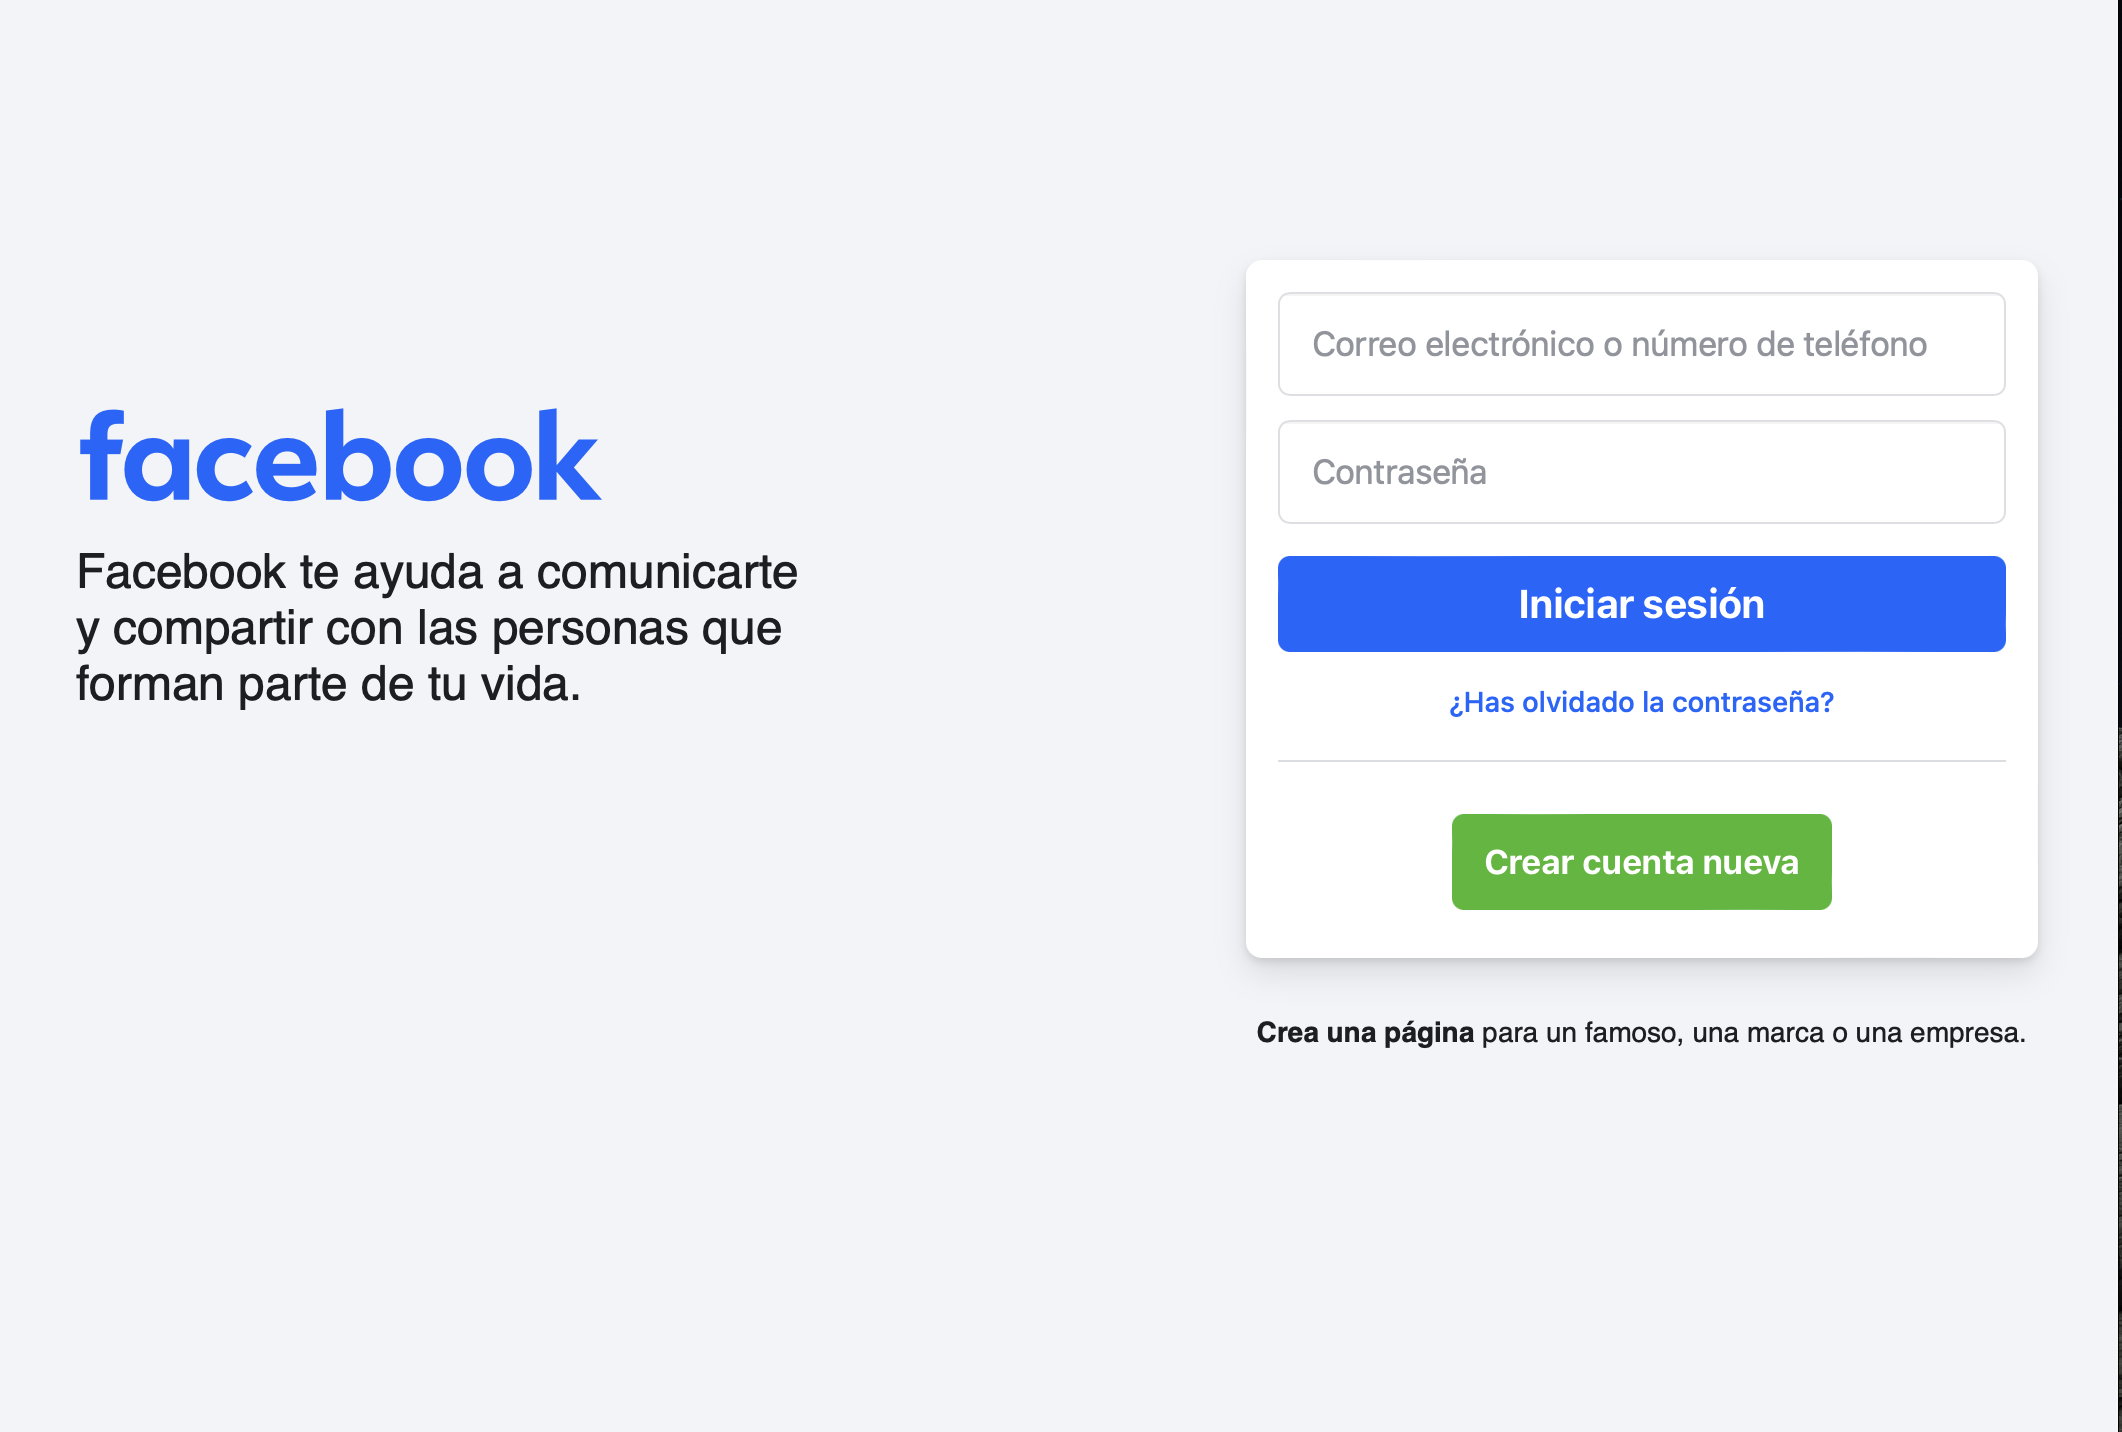 facebook
Facebook te ayuda a comunicarte
y compartir con las personas que
forman parte de tu vida.
Correo electrónico o número de teléfono
Contraseña
Iniciar sesión
¿Has olvidado la contraseña?
Crear cuenta nueva
Crea una página para un famoso, una marca o una empresa.